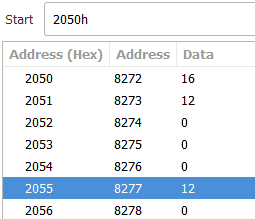 Start 2050h
Address (Hex) Address Data
2050 8272 16
2051 8273 12
2052 8274 0
2053 8275 0
2054 8276 0
2055 8277 12
2056 8278 0